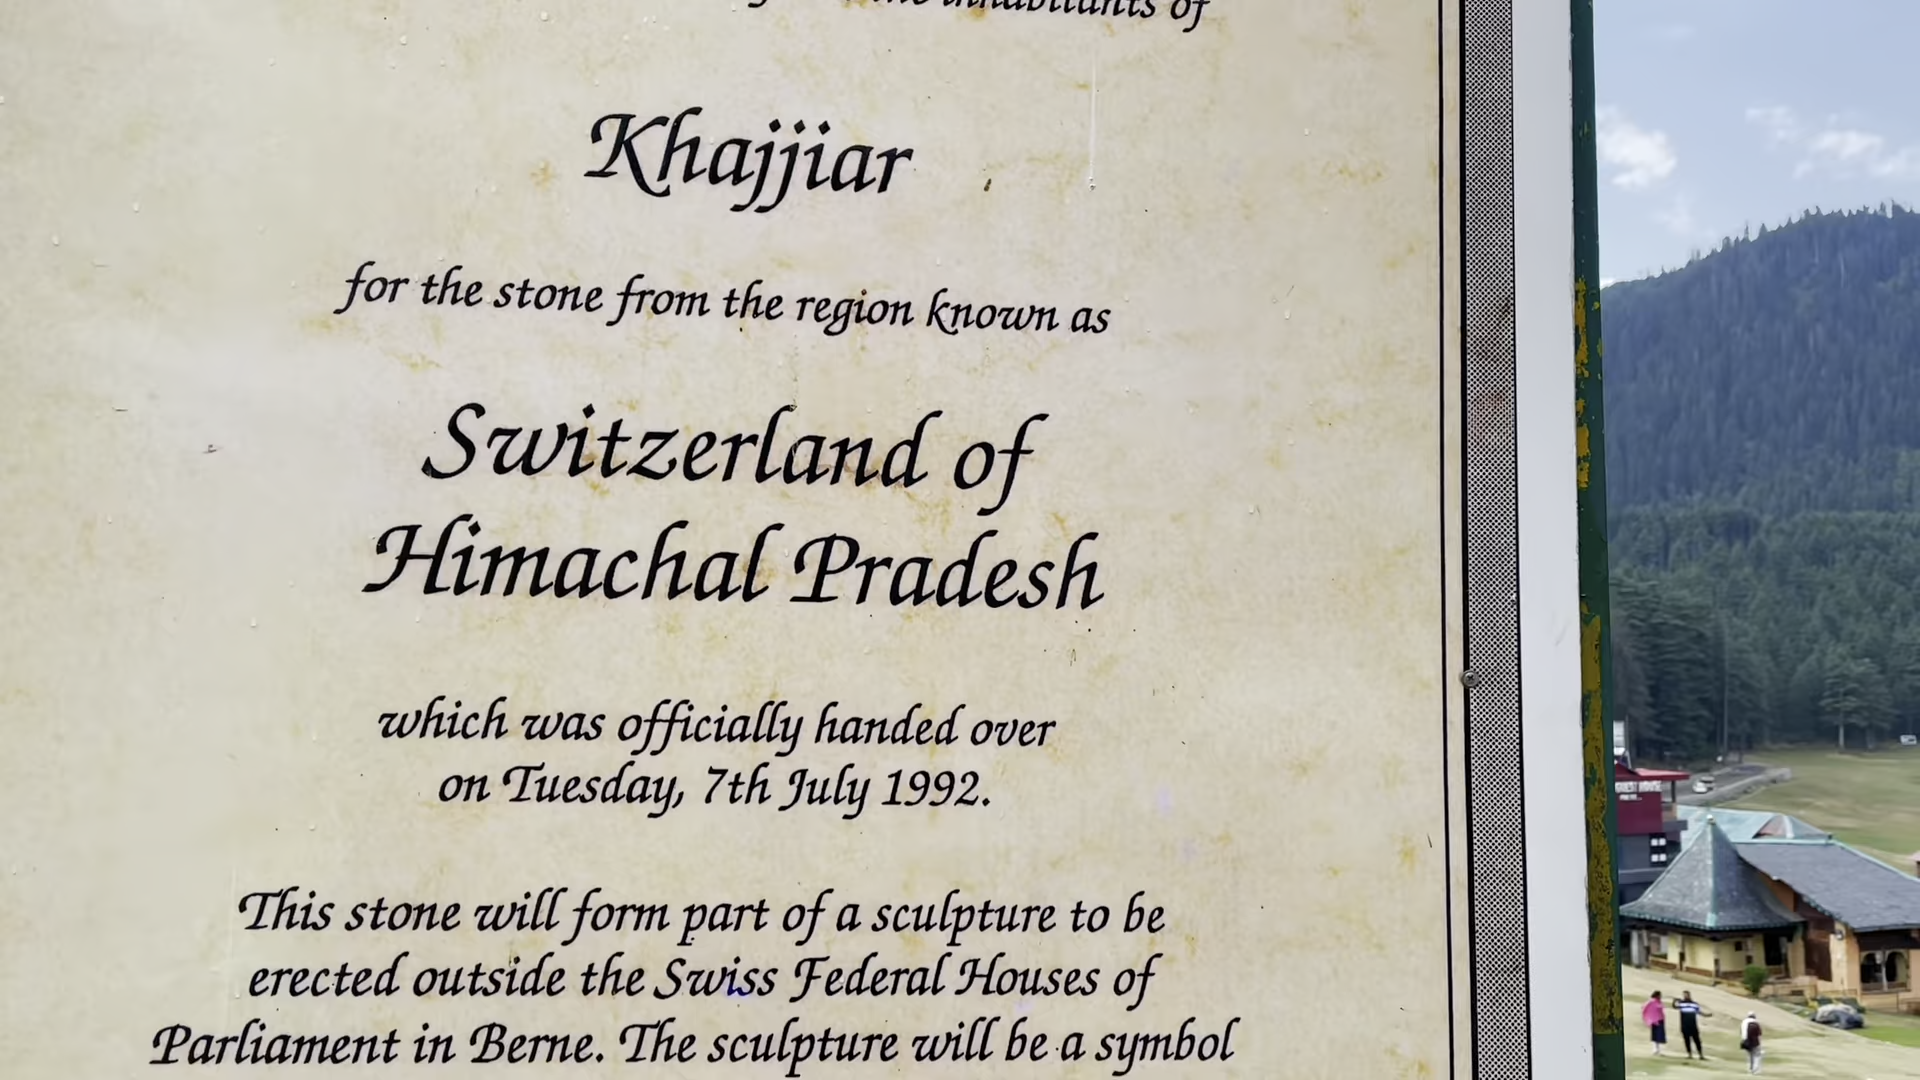 the inhabitants of
Khajjiar
for the stone from the region known as
Switzerland of
Himachal Pradesh
which was officially handed over
on Tuesday, 7th July 1992.
This stone will form part of a sculpture to be
erected outside the Swiss Federal Houses of
Parliament in Berne. The sculpture will be a symbol